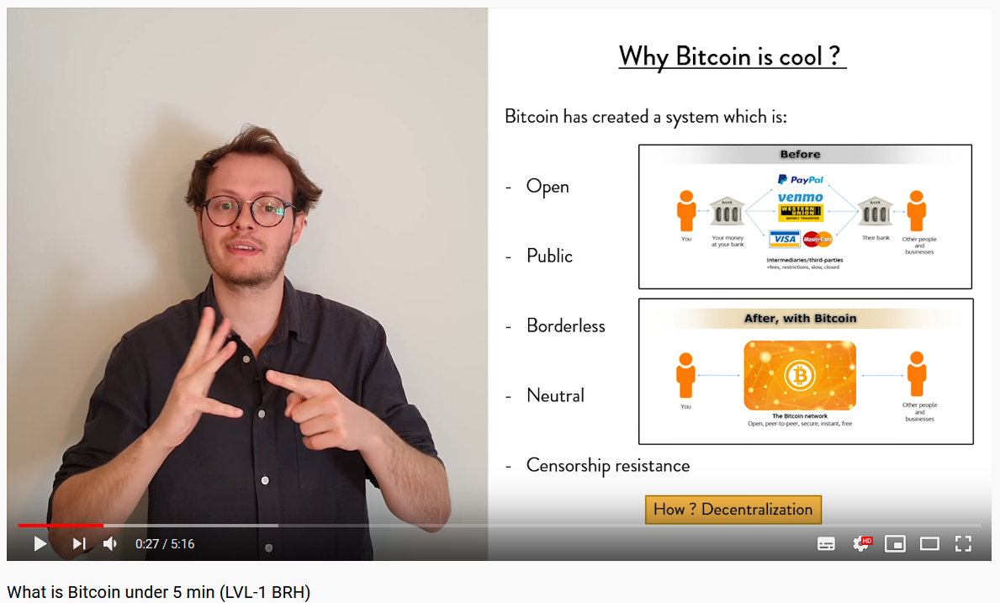 Why Bitcoin is cool ?
Bitcoin has created a system which is:
- Open
- Public
- Borderless
- Neutral
- Censorship resistance
Before
PayPal
venmo
WESTERN
UNION
MONEY TRANSFER
VISA
MasterCard
BANK
BANK
You
Your money
at your bank
Their bank
Other people
and
businesses
Intermediaries/third-parties
+fees, restrictions, slow, closed
After, with Bitcoin
You
The Bitcoin network
Open, peer-to-peer, secure, instant, free
Other people
and
businesses
How ? Decentralization
0:27 / 5:16
HD
What is Bitcoin under 5 min (LVL-1 BRH)